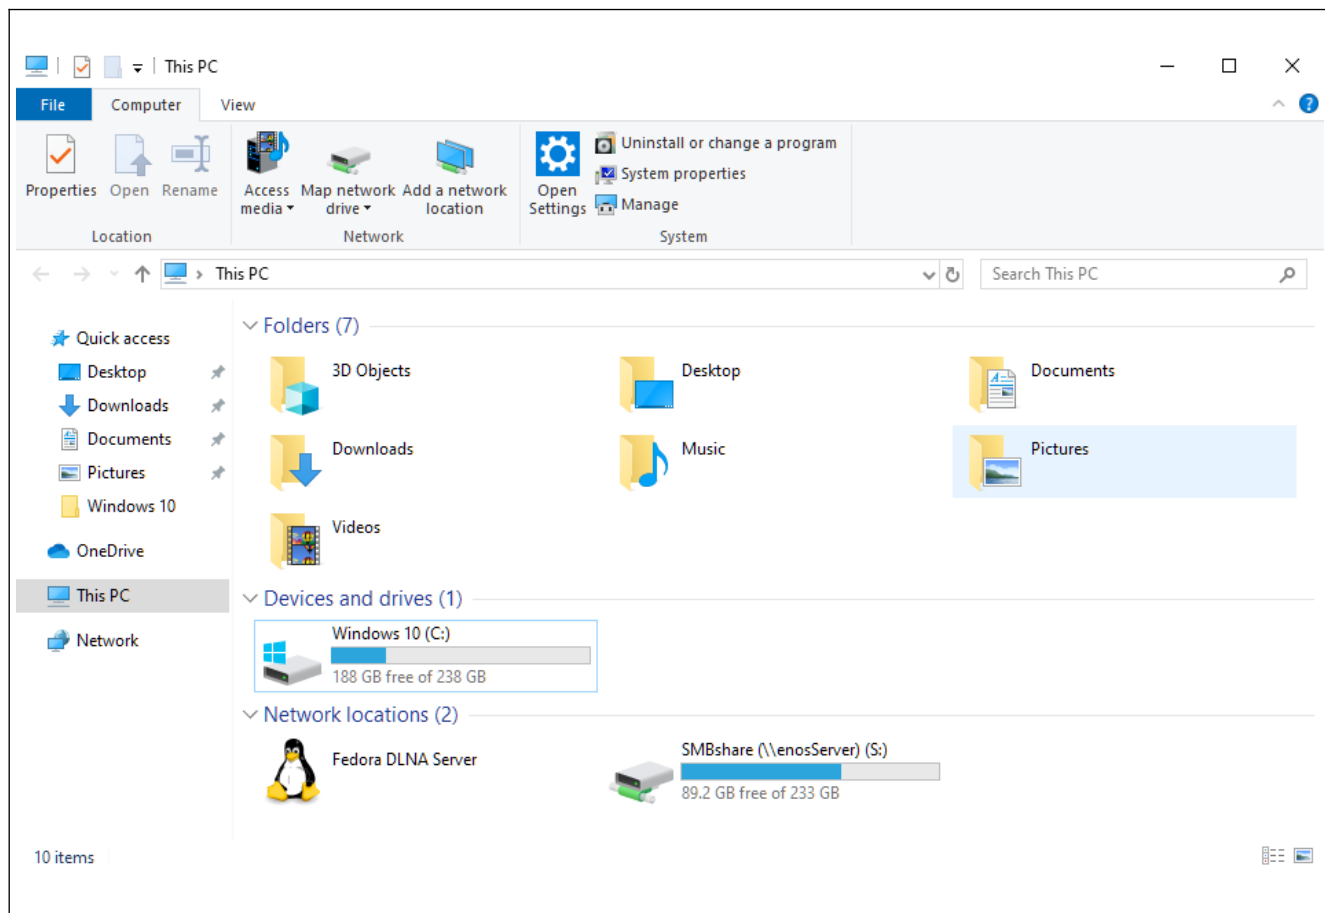 This PC
File Computer View
Uninstall or change a program
System properties
Manage
Properties Open Rename Access media Map network drive Add a network location Open Settings
Location Network System
This PC Search This PC
Quick access
Desktop
Downloads
Documents
Pictures
Windows 10
OneDrive
This PC
Network
Folders (7)
3D Objects Desktop Documents
Downloads Music Pictures
Videos
Devices and drives (1)
Windows 10 (C:)
188 GB free of 238 GB
Network locations (2)
Fedora DLNA Server
SMBshare (\\enosServer) (S:)
89.2 GB free of 233 GB
10 items